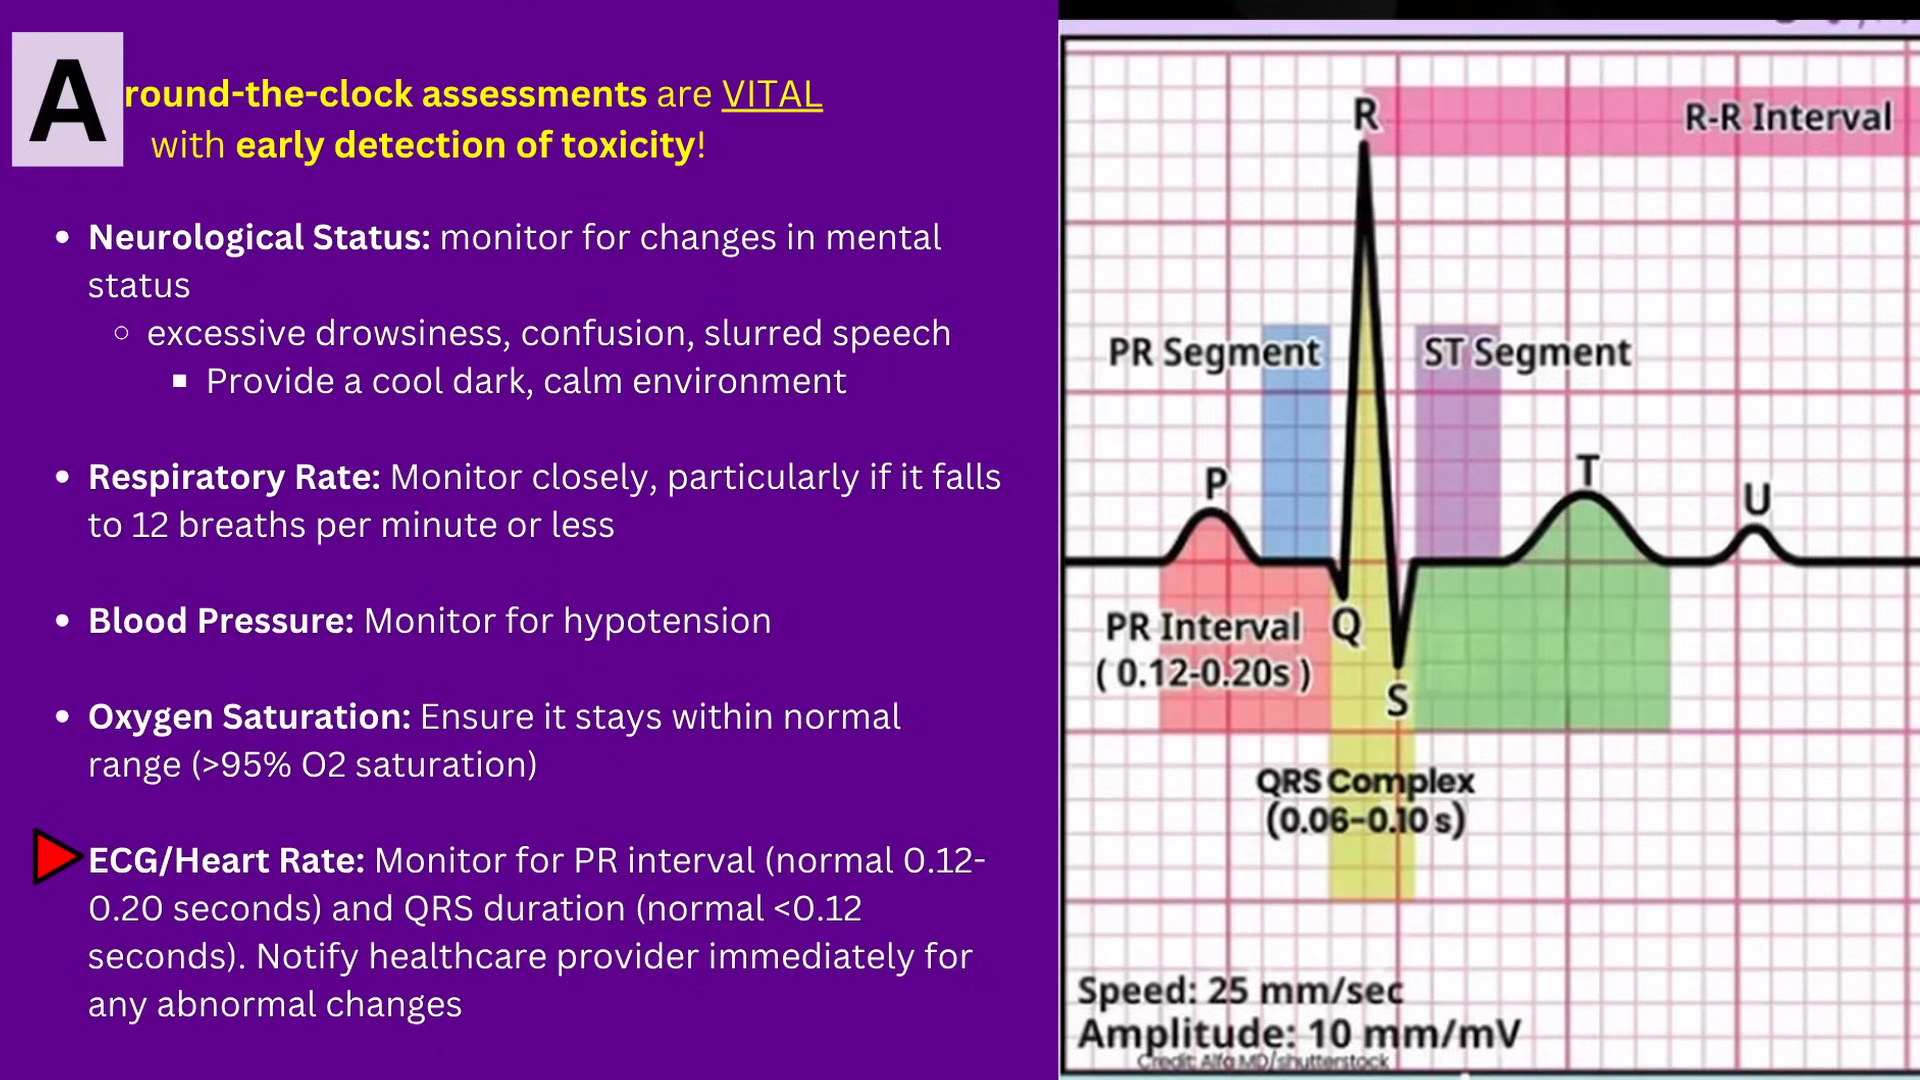 Around-the-clock assessments are VITAL
with early detection of toxicity!
• Neurological Status: monitor for changes in mental
status
○ excessive drowsiness, confusion, slurred speech
▪ Provide a cool dark, calm environment
• Respiratory Rate: Monitor closely, particularly if it falls
to 12 breaths per minute or less
• Blood Pressure: Monitor for hypotension
• Oxygen Saturation: Ensure it stays within normal
range (>95% O2 saturation)
ECG/Heart Rate: Monitor for PR interval (normal 0.12-
0.20 seconds) and QRS duration (normal <0.12
seconds). Notify healthcare provider immediately for
any abnormal changes
R
R-R Interval
PR Segment
ST Segment
P
T
U
Q
PR Interval
( 0.12-0.20s )
S
QRS Complex
(0.06-0.10 s)
Speed: 25 mm/sec
Amplitude: 10 mm/mV
Credit: Alfa MD/shutterstock